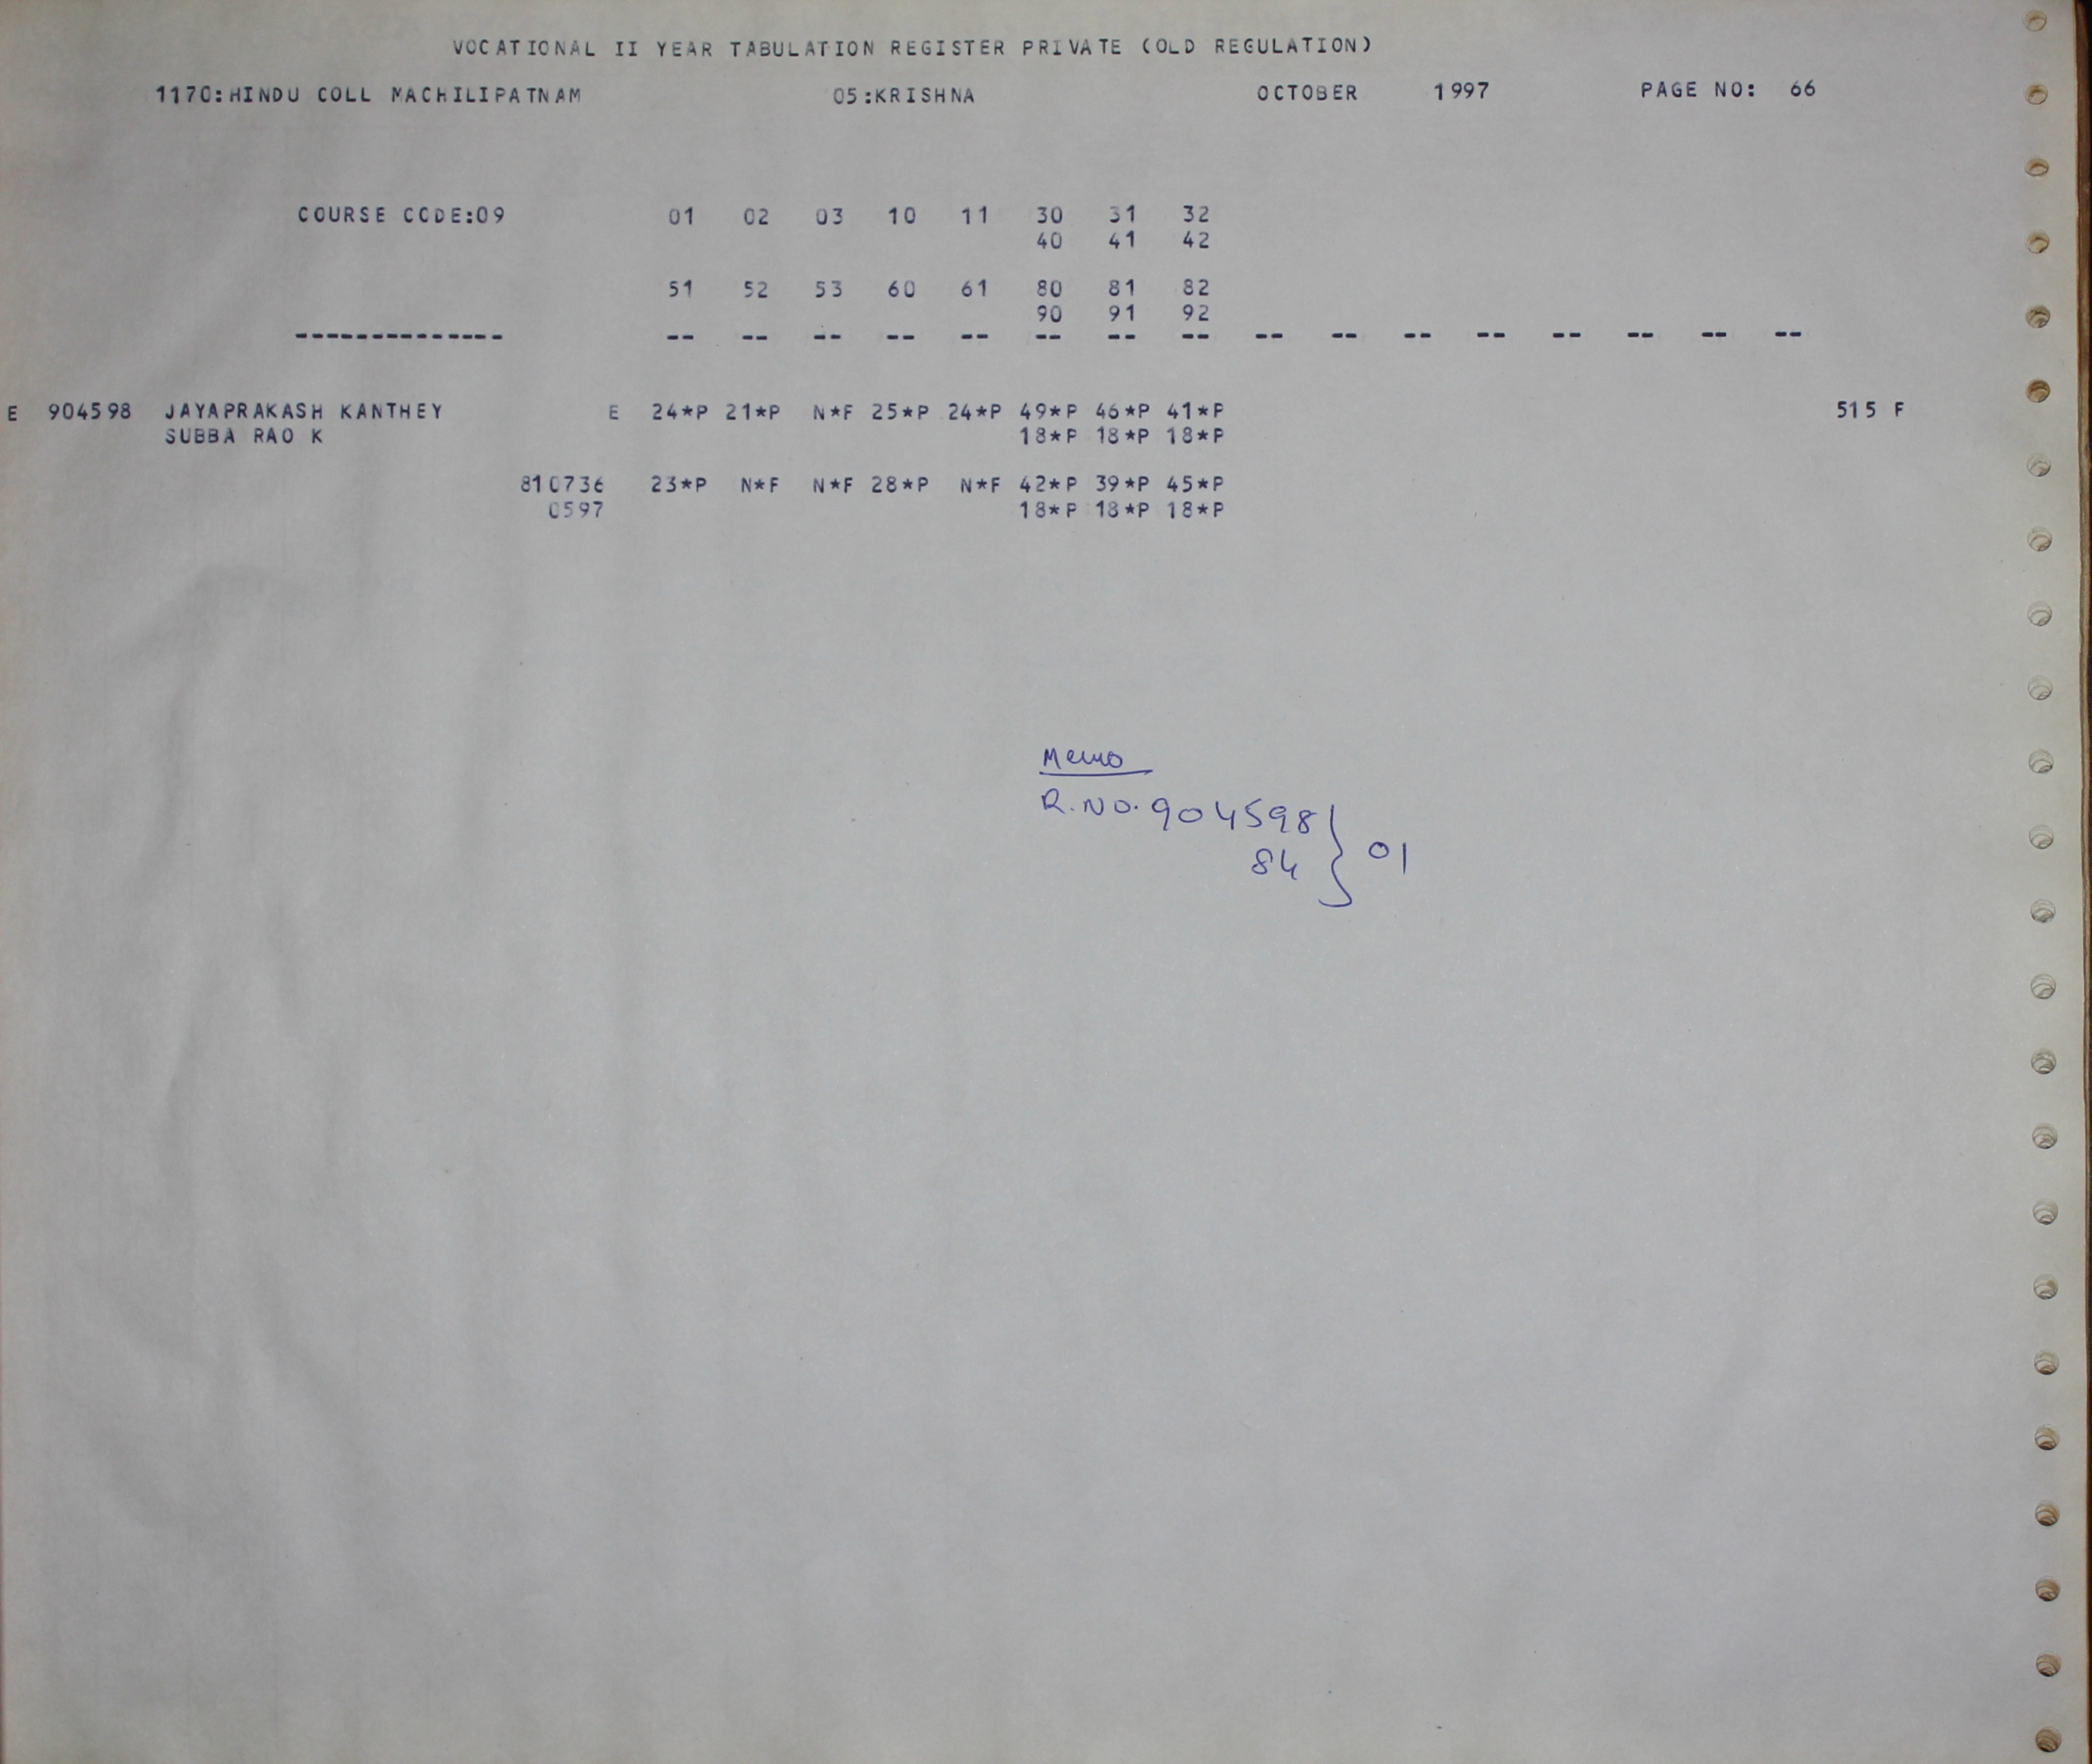 VOCATIONAL II YEAR TABULATION REGISTER PRIVATE (OLD REGULATION)
1170:HINDU COLL MACHILIPATNAM 05:KRISHNA OCTOBER 1997 PAGE NO: 66
COURSE CODE:09 01 02 03 10 11 30 31 32
40 41 42
51 52 53 60 61 80 81 82
90 91 92
-------------- -- -- -- -- -- -- -- -- -- -- -- -- -- -- -- --
E 904598 JAYAPRAKASH KANTHEY E 24*P 21*P N*F 25*P 24*P 49*P 46*P 41*P 515 F
SUBBA RAO K 18*P 18*P 18*P
810736 23*P N*F N*F 28*P N*F 42*P 39*P 45*P
0597 18*P 18*P 18*P
Memo
R.NO. 904598
84 } 01